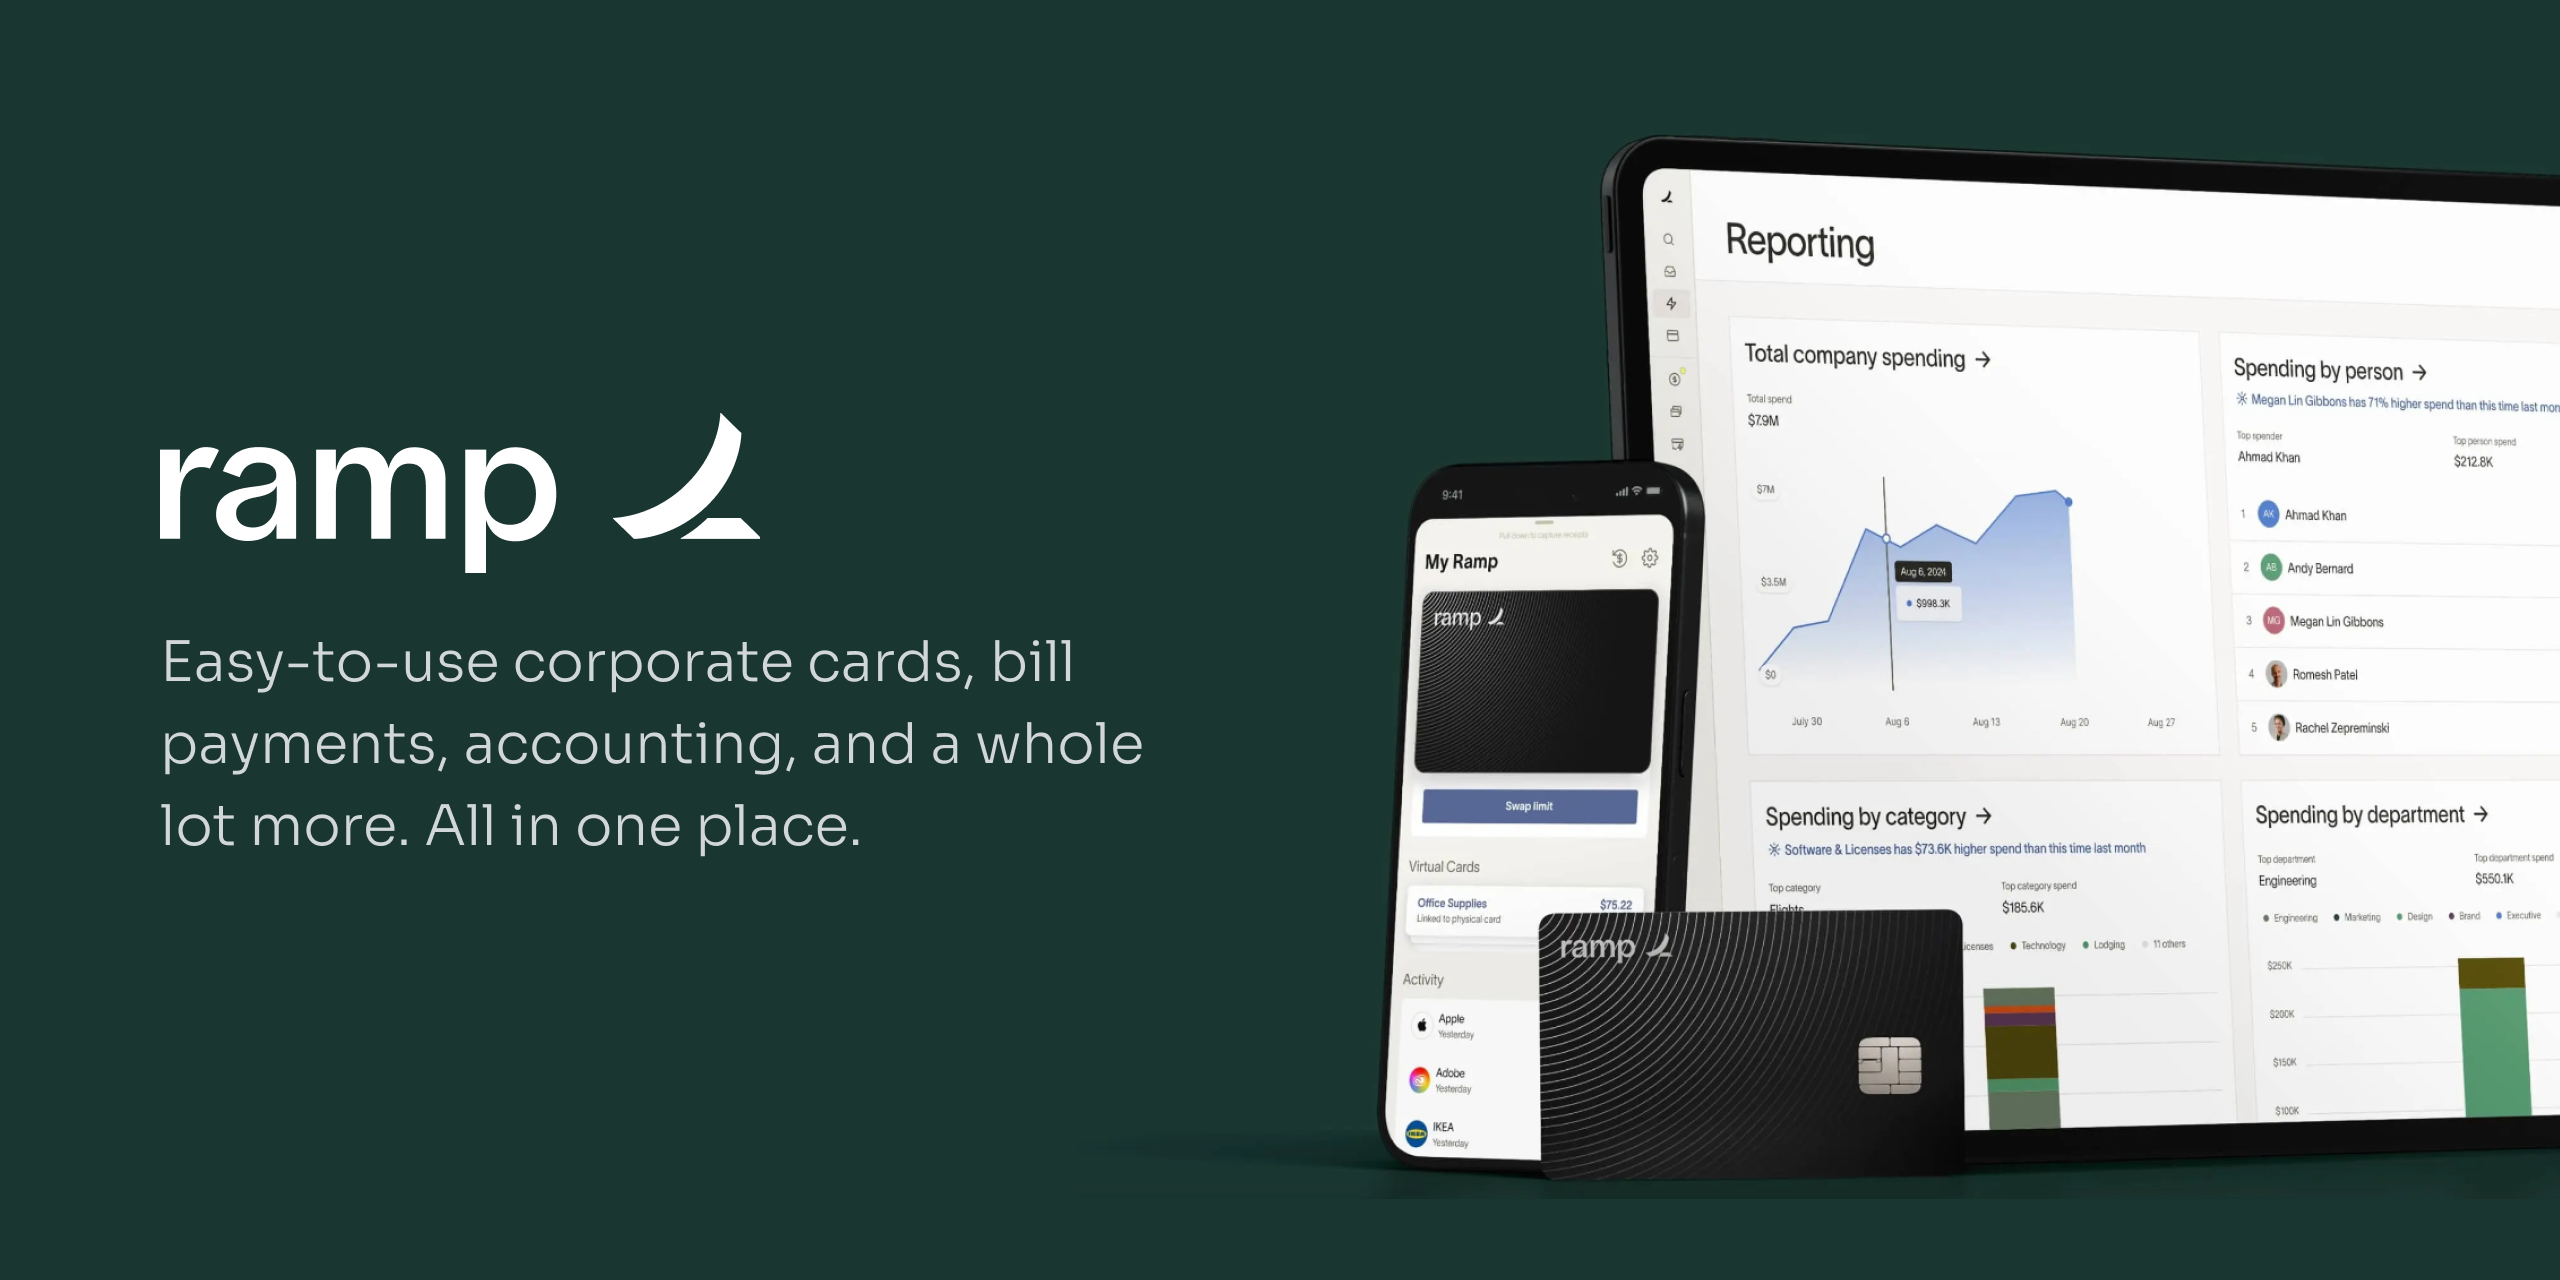 ramp
Easy-to-use corporate cards, bill
payments, accounting, and a whole
lot more. All in one place.
Reporting
Total company spending →
Total spend
$7.9M
$7M
$3.5M
$0
Aug 6, 2024
$998.3K
July 30
Aug 6
Aug 13
Aug 20
Aug 27
Spending by person →
Megan Lin Gibbons has 71% higher spend than this time last
Top spender
Ahmad Khan
Top person spend
$212.8K
1 AK Ahmad Khan
2 AB Andy Bernard
3 MG Megan Lin Gibbons
4 Romesh Patel
5 Rachel Zepreminski
Spending by category →
Software & Licenses has $73.6K higher spend than this time last month
Top category
Flights
Top category spend
$185.6K
Technology
Lodging
11 others
Spending by department →
Top department
Engineering
Top department spend
$550.1K
Engineering
Marketing
Design
Brand
Executive
$250K
$200K
$150K
$100K
9:41
Pull down to capture receipts
My Ramp
ramp
Swap limit
Virtual Cards
Office Supplies
$75.22
Linked to physical card
Activity
Apple
Yesterday
Adobe
Yesterday
IKEA
IKEA
Yesterday
ramp